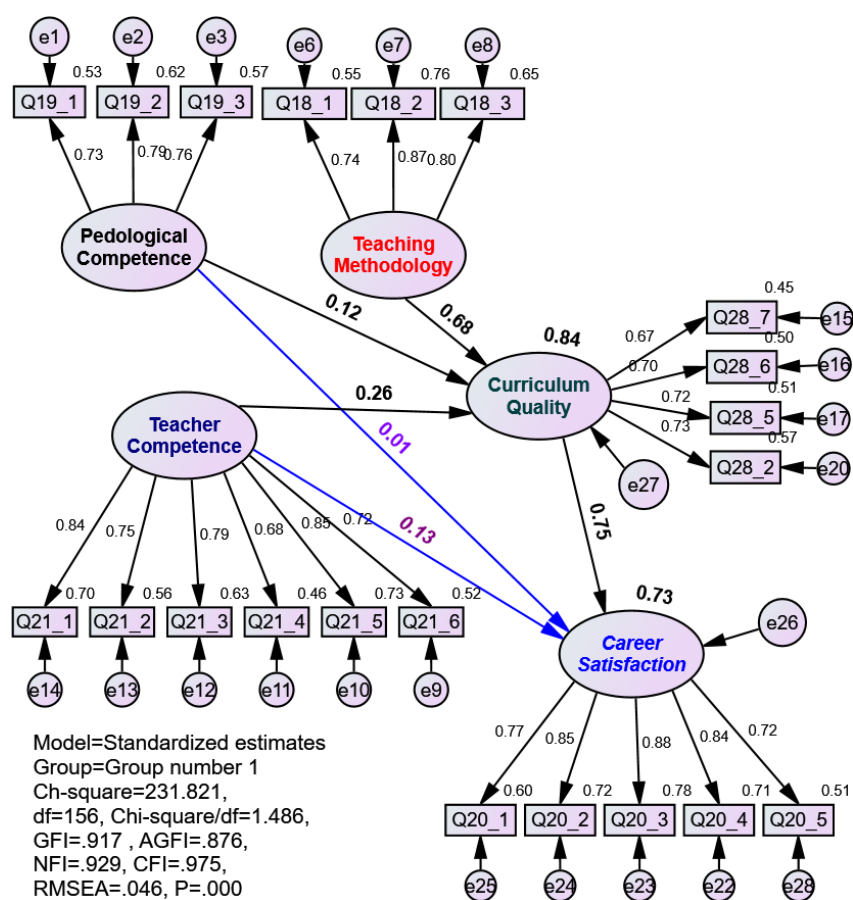 e1 e2 e3 e6 e7 e8
0.53 0.62 0.57 0.55 0.76 0.65
Q19_1 Q19_2 Q19_3 Q18_1 Q18_2 Q18_3
0.73 0.79 0.76 0.74 0.87 0.80
Pedological
Competence
Teaching
Methodology
0.12 0.68
0.45
Q28_7 e15
0.67
0.50
Q28_6 e16
0.70
0.51
Q28_5 e17
0.72
0.57
Q28_2 e20
0.73
0.84
Curriculum
Quality
e27
0.26
0.01
Teacher
Competence
0.13
0.75
0.84 0.75 0.79 0.68 0.85 0.72
0.70 0.56 0.63 0.46 0.73 0.52
Q21_1 Q21_2 Q21_3 Q21_4 Q21_5 Q21_6
e14 e13 e12 e11 e10 e9
0.73
e26
Career
Satisfaction
0.77 0.85 0.88 0.84 0.72
0.60 0.72 0.78 0.71 0.51
Q20_1 Q20_2 Q20_3 Q20_4 Q20_5
e25 e24 e23 e22 e28
Model=Standardized estimates
Group=Group number 1
Ch-square=231.821,
df=156, Chi-square/df=1.486,
GFI=.917 , AGFI=.876,
NFI=.929, CFI=.975,
RMSEA=.046, P=.000